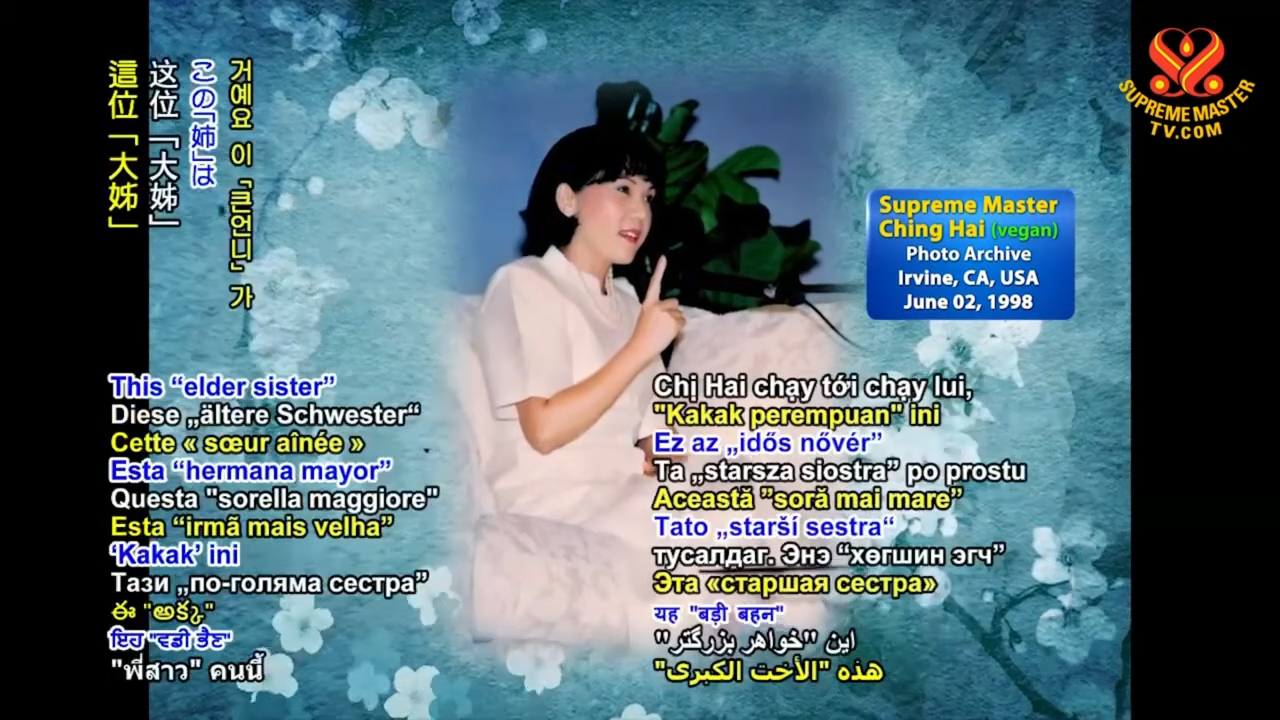 SUPREME MASTER
TV.COM
거예요 이 「큰언니」가
この「姉」は
这位「大姊」
這位「大姊」
Supreme Master
Ching Hai (vegan)
Photo Archive
Irvine, CA, USA
June 02, 1998
This “elder sister”
Diese „ältere Schwester“
Cette « sœur aînée »
Esta “hermana mayor”
Questa "sorella maggiore"
Esta “irmã mais velha”
‘Kakak’ ini
Тази „по-голяма сестра”
ఈ "అక్క"
ਇਹ "ਵਡੀ ਭੈਣ"
"พี่สาว" คนนี้
Chị Hai chạy tới chạy lui,
"Kakak perempuan" ini
Ez az „idős nővér”
Ta „starsza siostra” po prostu
Această ”soră mai mare”
Tato „starší sestra“
тусалдаг. Энэ “хөгшин эгч”
Эта «старшая сестра»
यह "बड़ी बहन"
این "خواهر بزرگتر"
هذه "الأخت الكبرى"